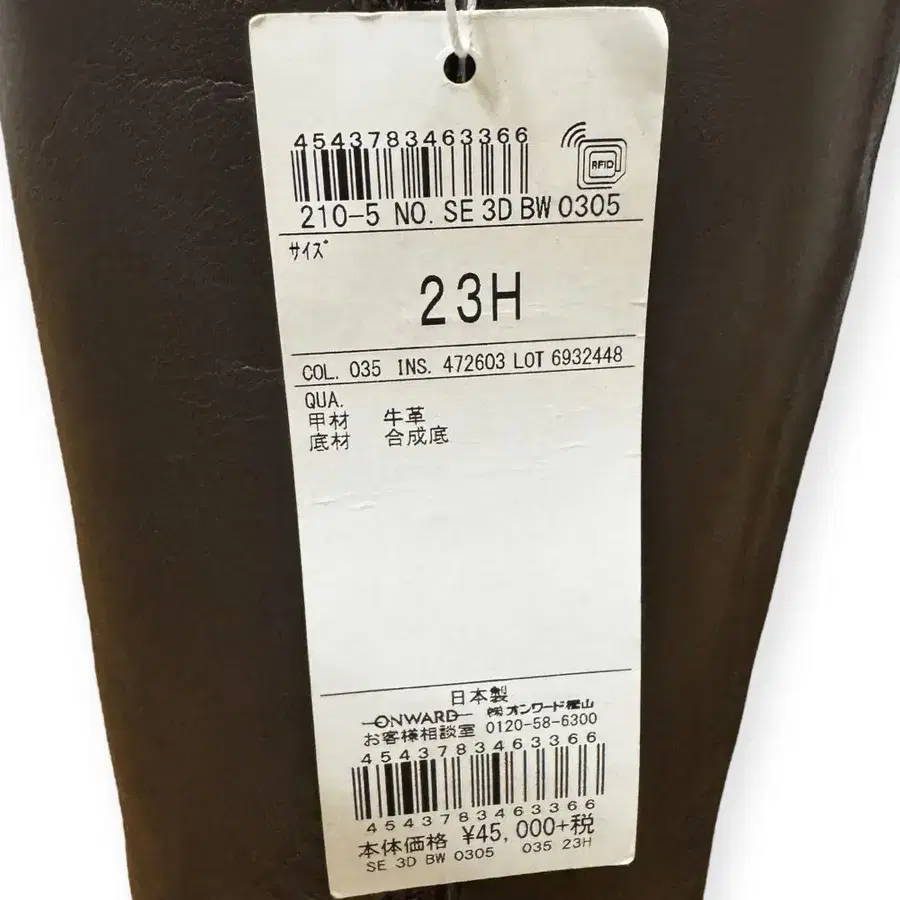 4543783463366
RFID
210-5 NO. SE 3D BW 0305
サイズ
23H
COL. 035 INS. 472603 LOT 6932448
QUA.
甲材 牛革
底材 合成底
日本製
ONWARD ㈱オンワード樫山
お客様相談室 0120-58-6300
4543783463366
4543783463366
本体価格 ¥45,000+税
SE 3D BW 0305 035 23H